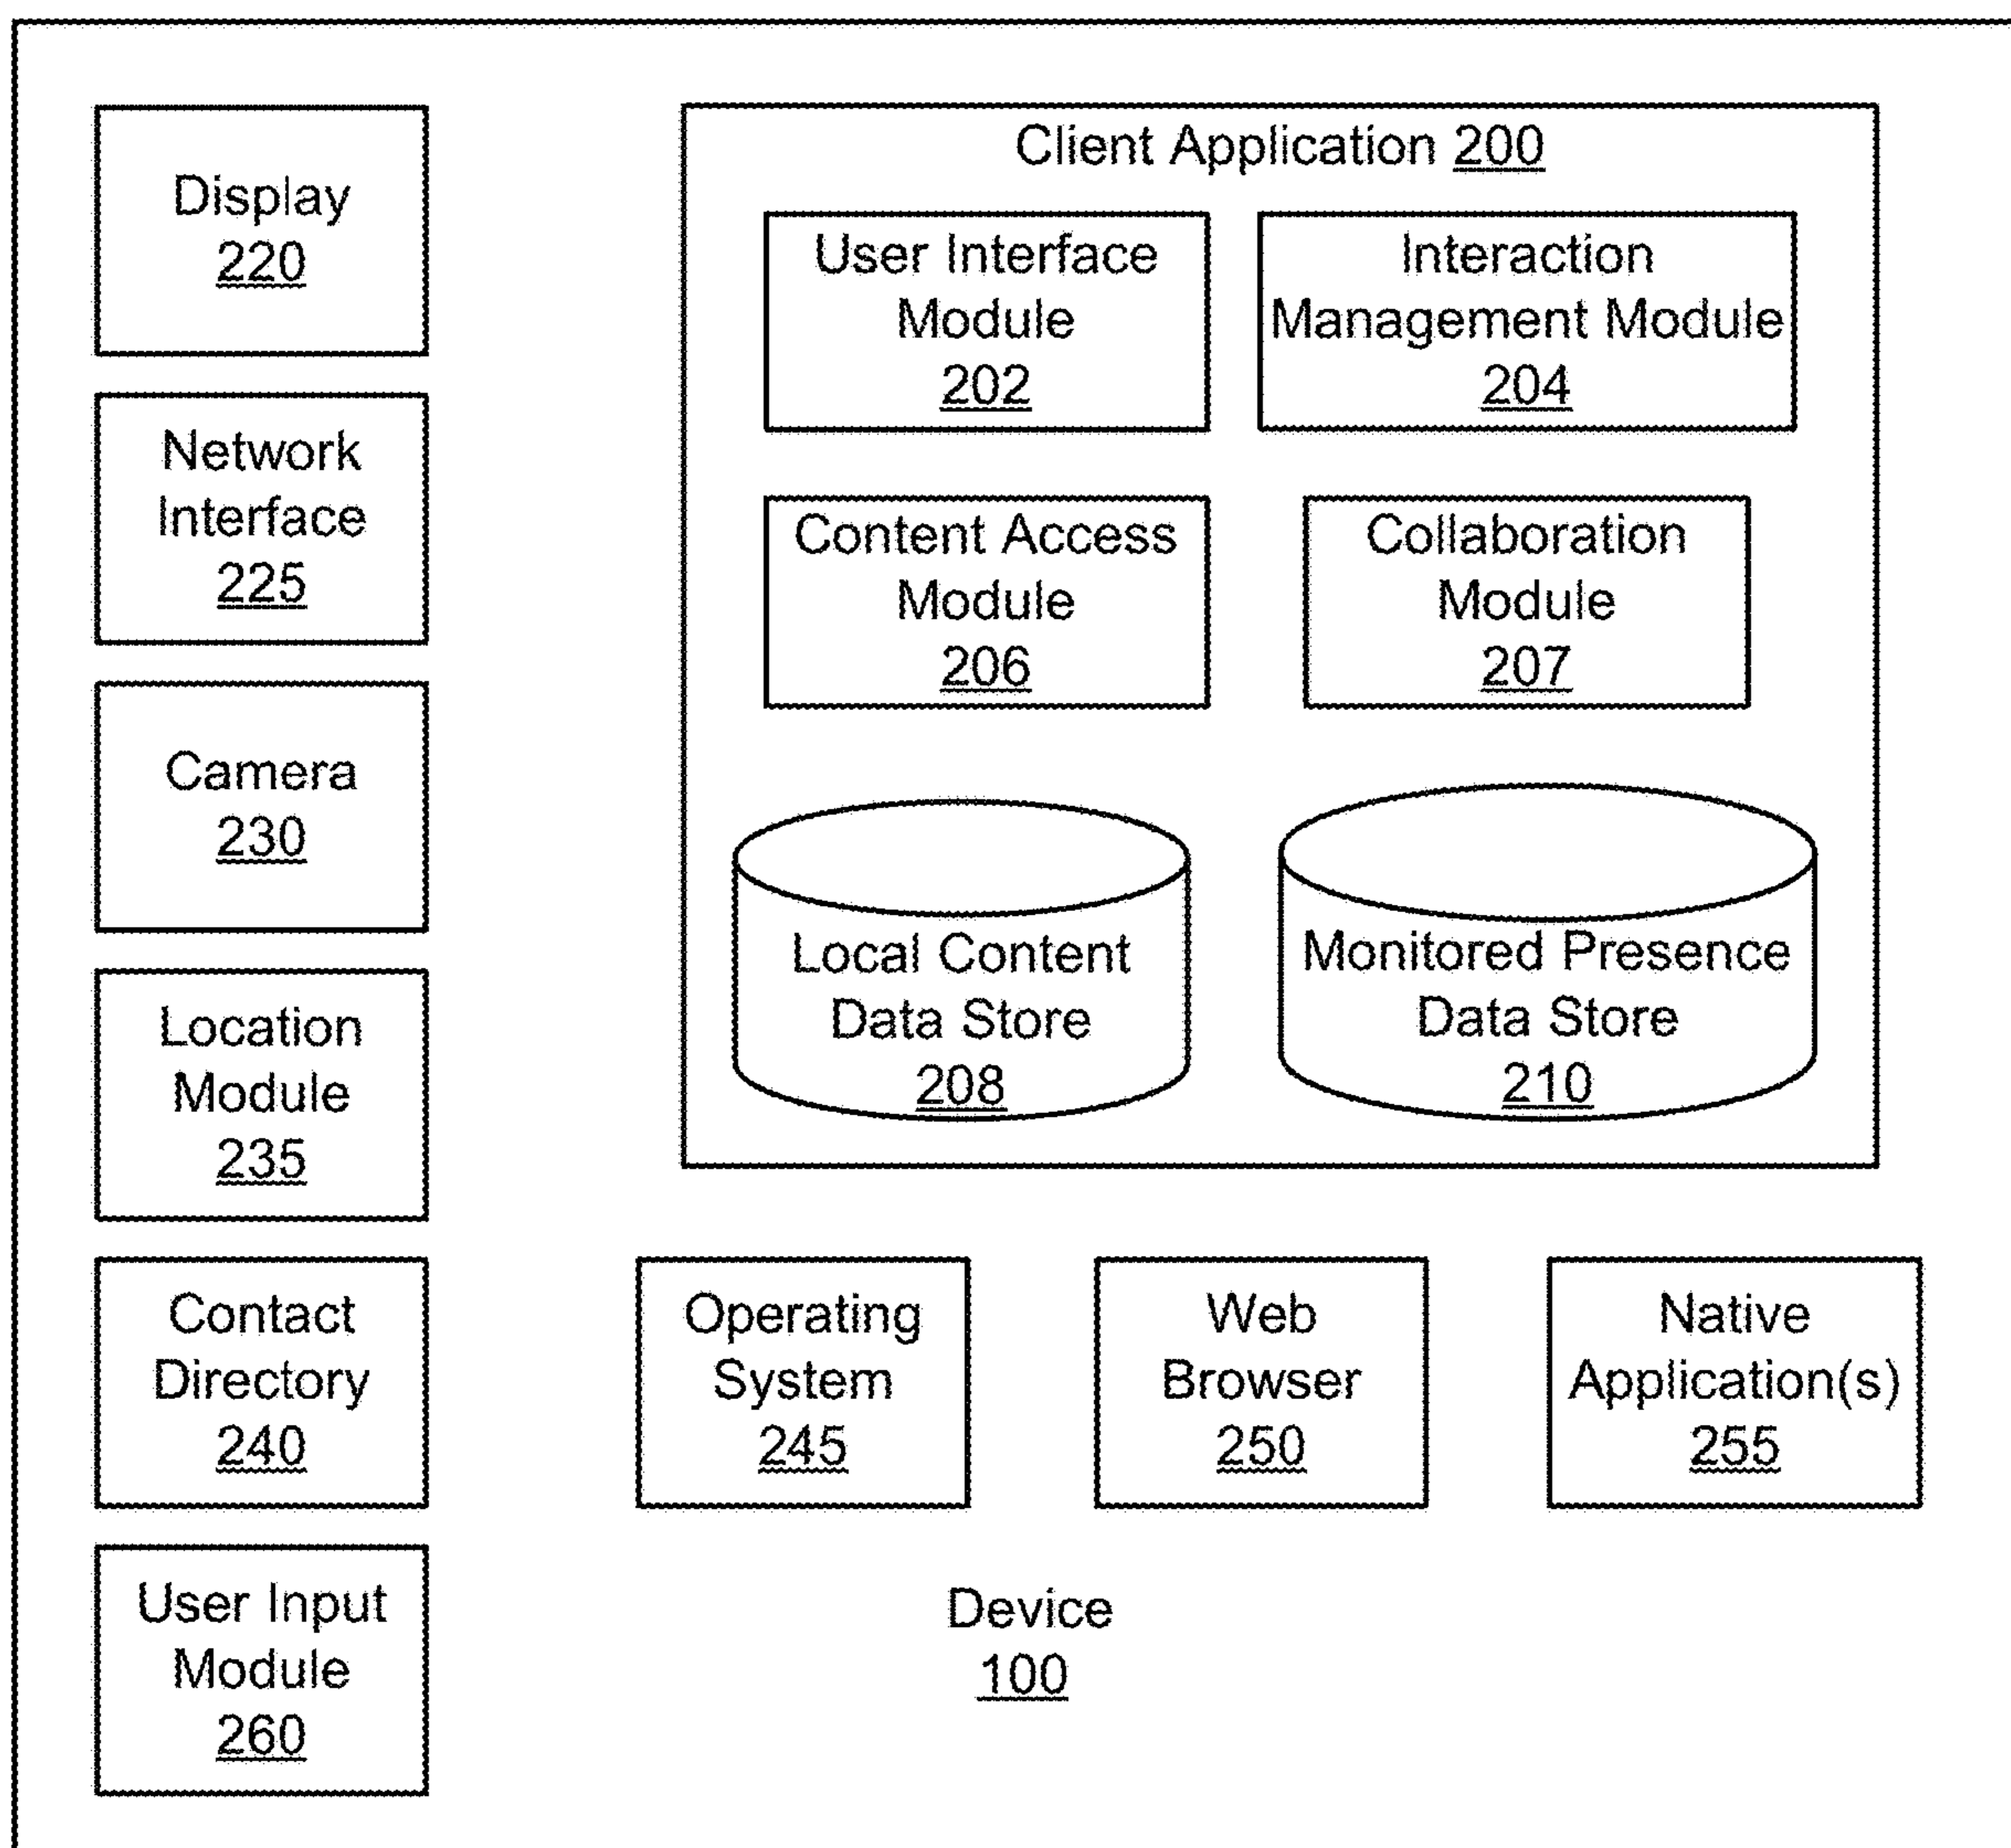 Display
220
Network
Interface
225
Camera
230
Location
Module
235
Contact
Directory
240
User Input
Module
260
Client Application 200
User Interface
Module
202
Interaction
Management Module
204
Content Access
Module
206
Collaboration
Module
207
Local Content
Data Store
208
Monitored Presence
Data Store
210
Operating
System
245
Web
Browser
250
Native
Application(s)
255
Device
100